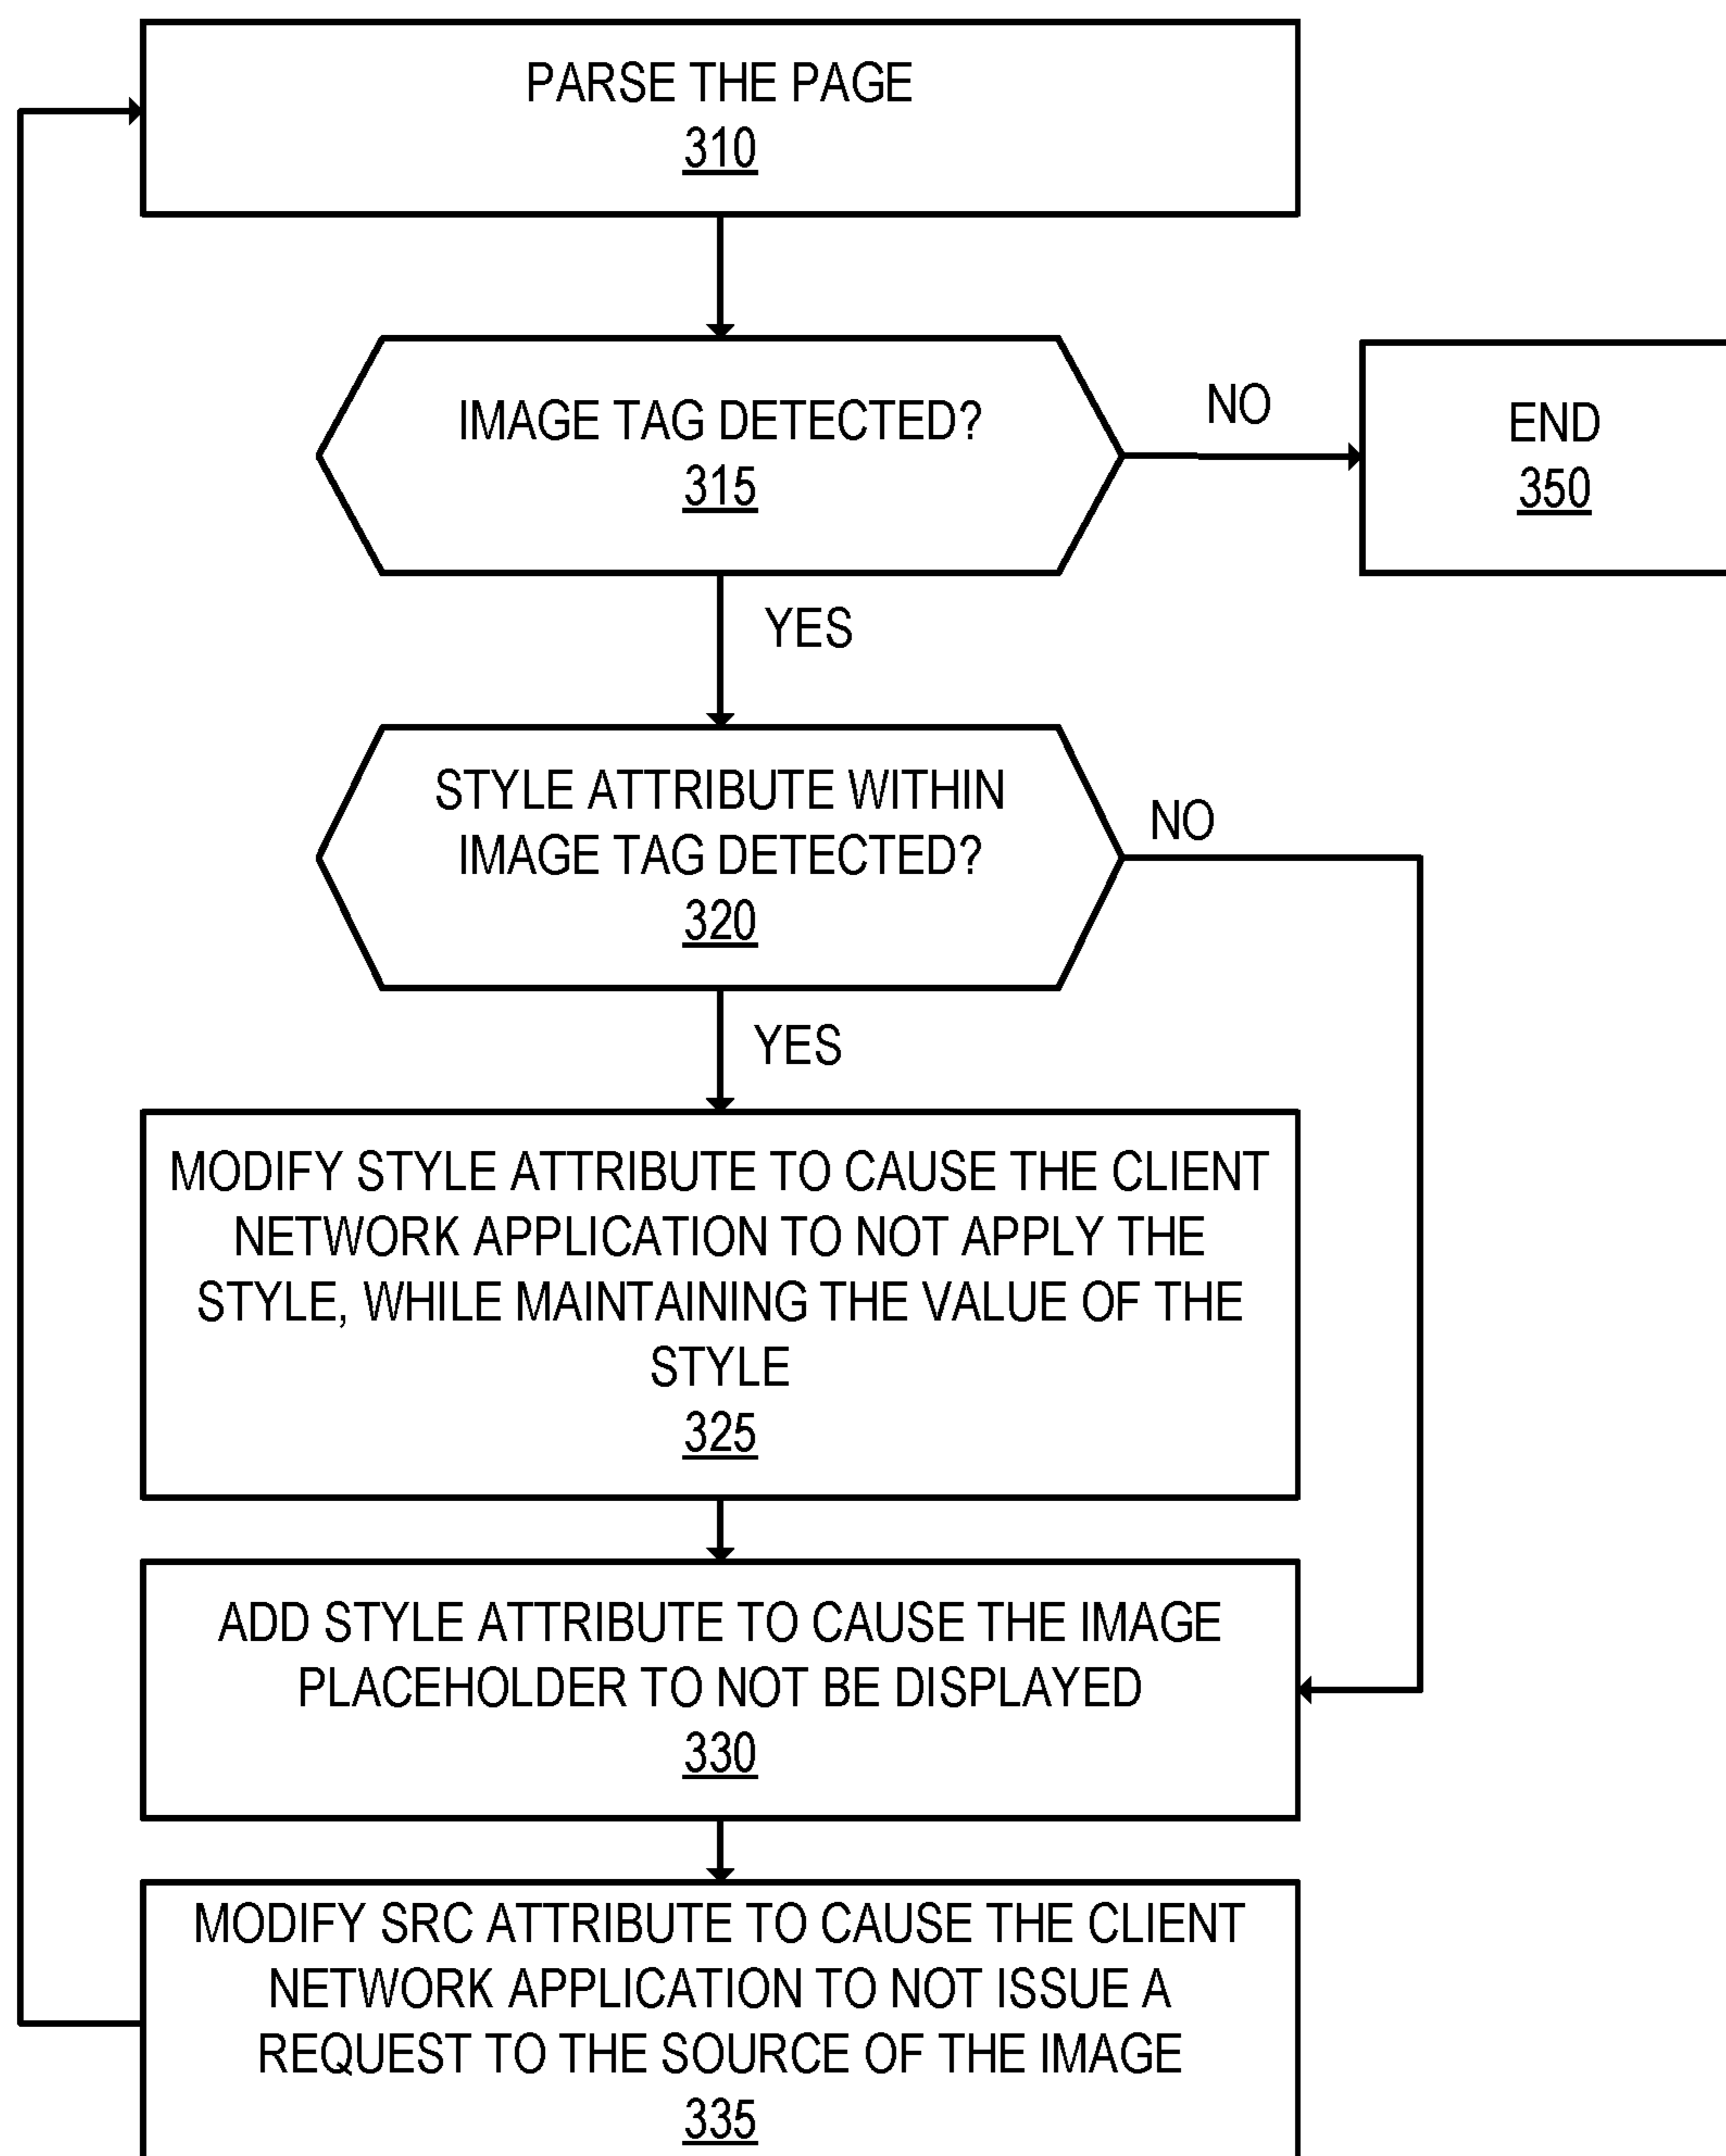 PARSE THE PAGE
310
IMAGE TAG DETECTED?
315
NO
END
350
YES
STYLE ATTRIBUTE WITHIN
IMAGE TAG DETECTED?
320
NO
YES
MODIFY STYLE ATTRIBUTE TO CAUSE THE CLIENT
NETWORK APPLICATION TO NOT APPLY THE
STYLE, WHILE MAINTAINING THE VALUE OF THE
STYLE
325
ADD STYLE ATTRIBUTE TO CAUSE THE IMAGE
PLACEHOLDER TO NOT BE DISPLAYED
330
MODIFY SRC ATTRIBUTE TO CAUSE THE CLIENT
NETWORK APPLICATION TO NOT ISSUE A
REQUEST TO THE SOURCE OF THE IMAGE
335